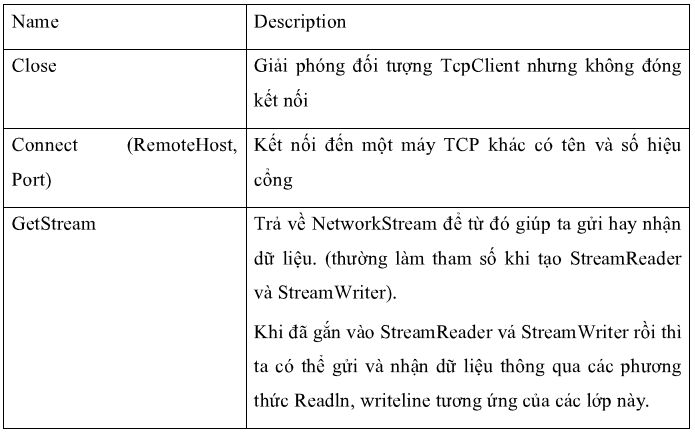 Name
Description
Close
Giải phóng đối tượng TcpClient nhưng không đóng
kết nối
Connect (RemoteHost,
Port)
Kết nối đến một máy TCP khác có tên và số hiệu
cổng
GetStream
Trả về NetworkStream để từ đó giúp ta gửi hay nhận
dữ liệu. (thường làm tham số khi tạo StreamReader
và StreamWriter).
Khi đã gắn vào StreamReader vá StreamWriter rồi thì
ta có thể gửi và nhận dữ liệu thông qua các phương
thức Readln, writeline tương ứng của các lớp này.